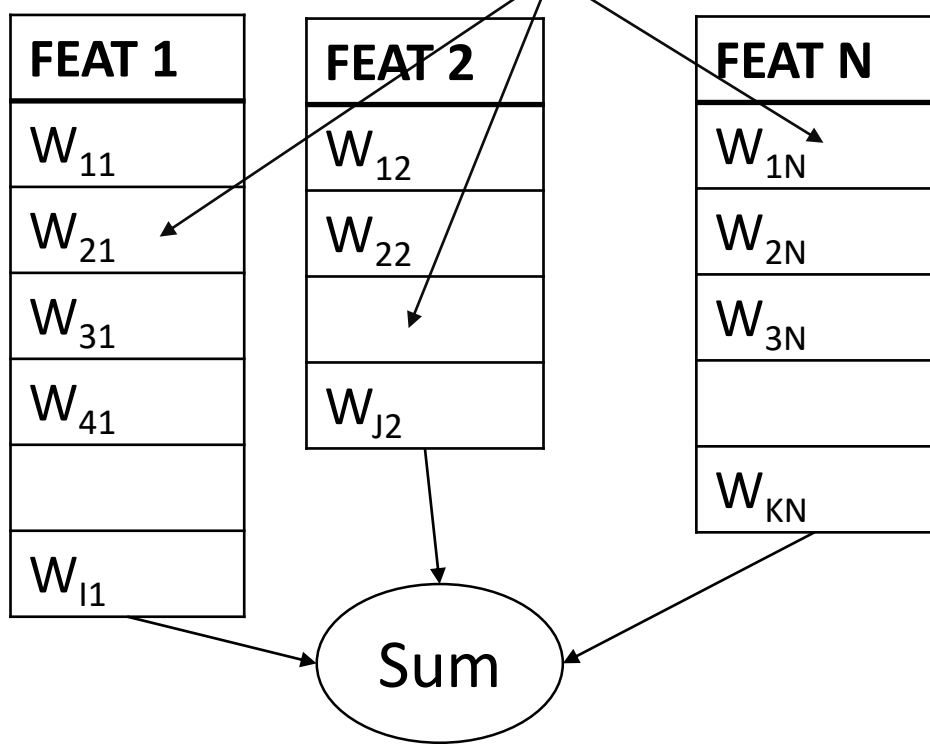 FEAT 1
W11
W21
W31
W41
WI1
FEAT 2
W12
W22
WJ2
FEAT N
W1N
W2N
W3N
WKN
Sum